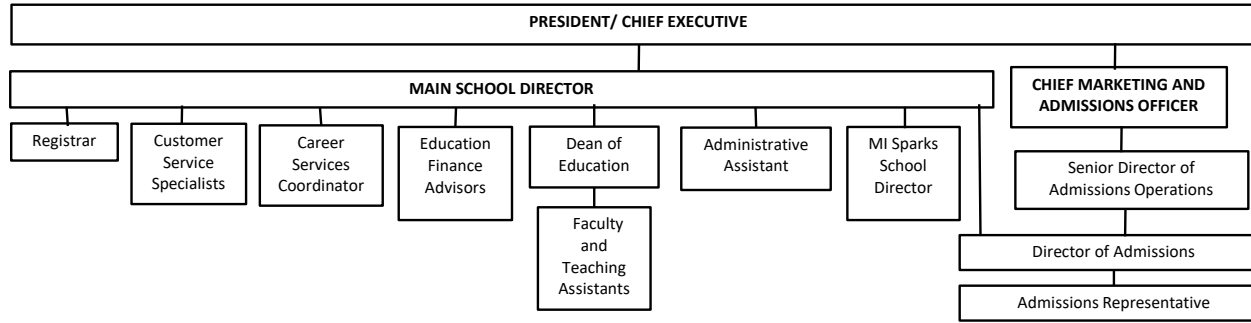 PRESIDENT/ CHIEF EXECUTIVE
MAIN SCHOOL DIRECTOR
CHIEF MARKETING AND
ADMISSIONS OFFICER
Registrar
Customer
Service
Specialists
Career
Services
Coordinator
Education
Finance
Advisors
Dean of
Education
Administrative
Assistant
MI Sparks
School
Director
Senior Director of
Admissions Operations
Faculty
and
Teaching
Assistants
Director of Admissions
Admissions Representative